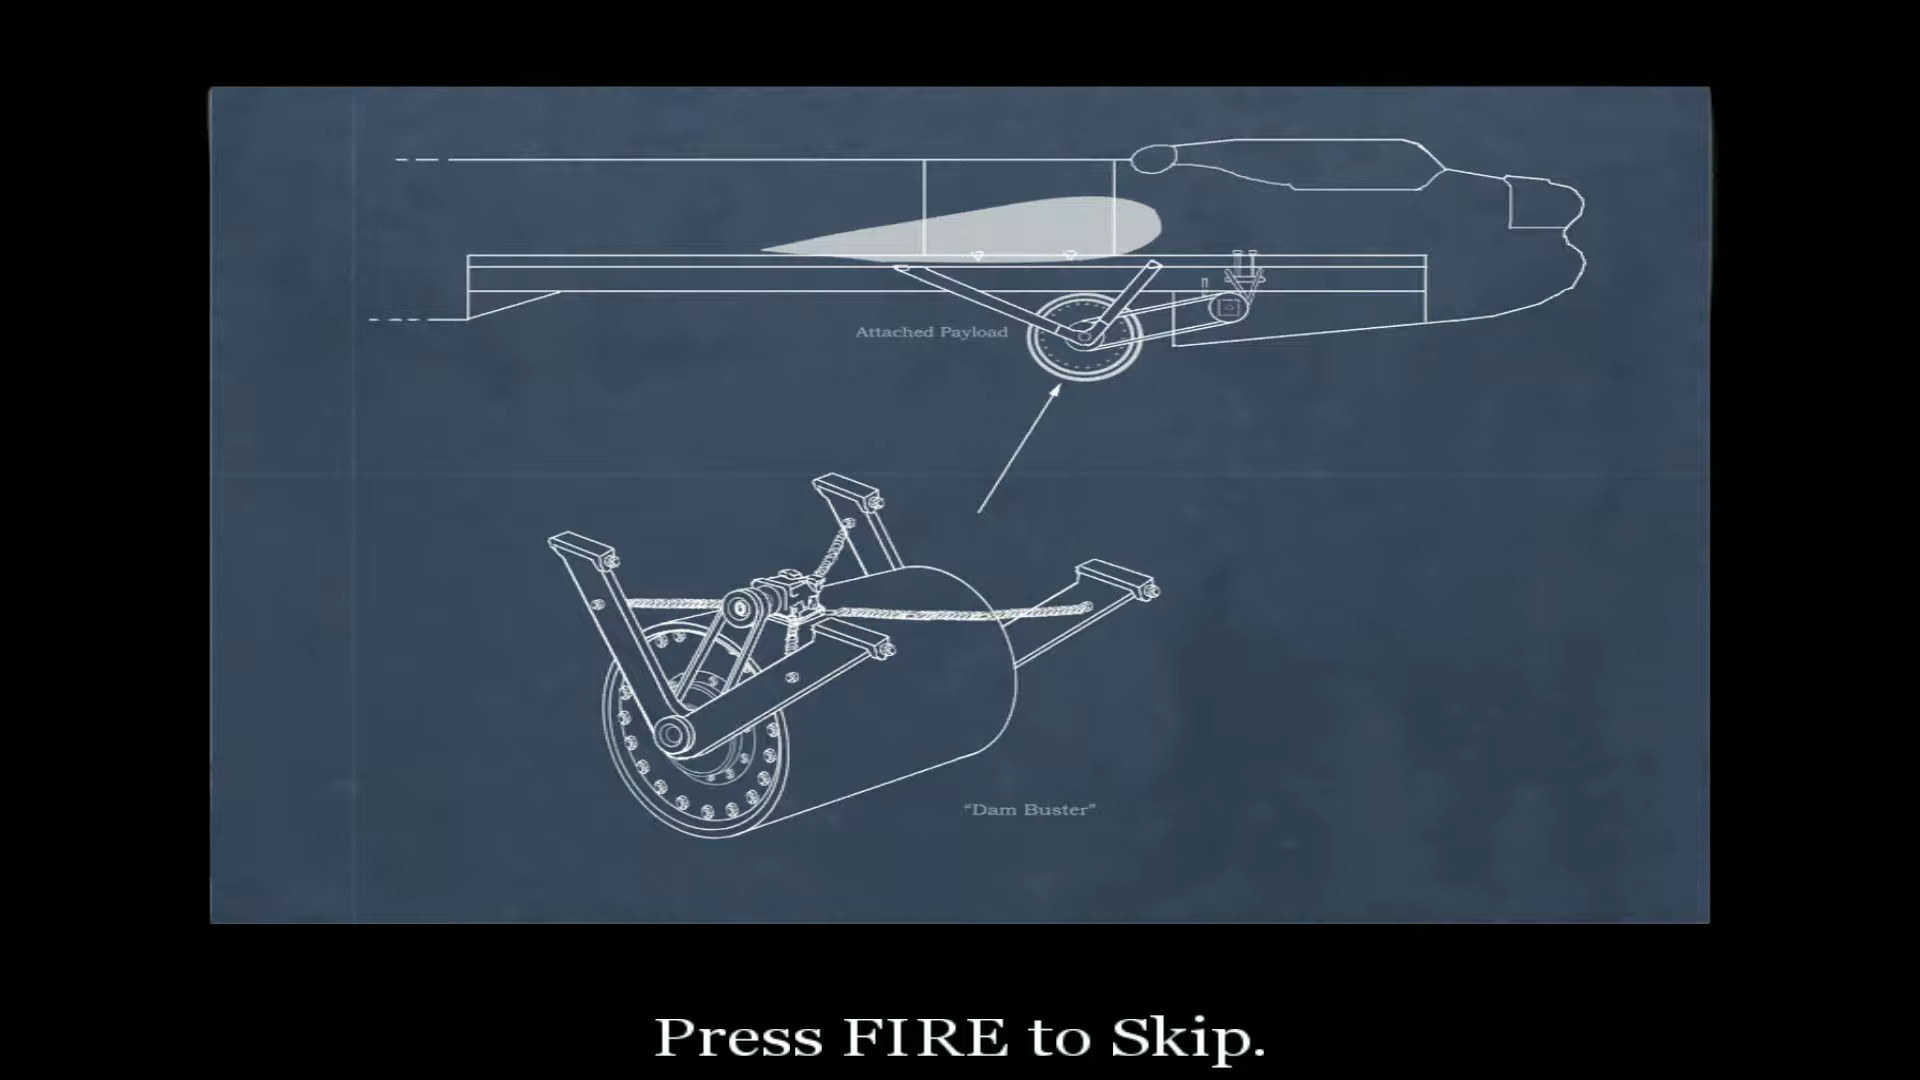 Attached Payload
“Dam Buster”
Press FIRE to Skip.